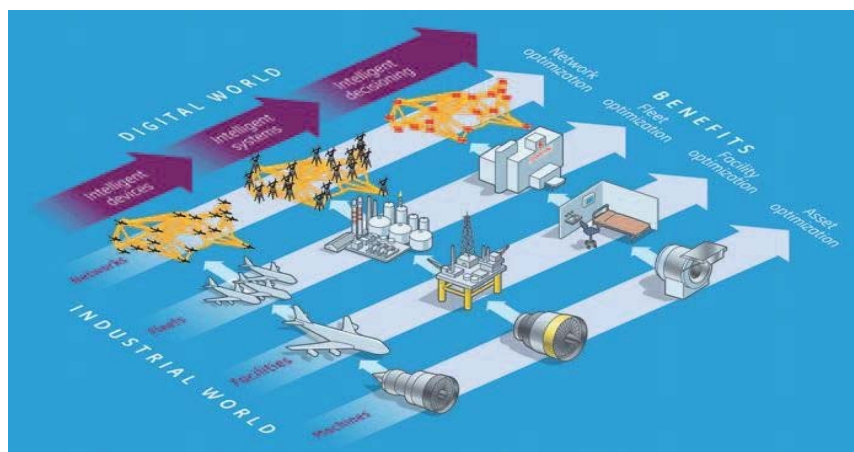 DIGITAL WORLD
Intelligent
devices
Intelligent
systems
Intelligent
decisioning
BENEFITS
Network
optimization
Fleet
optimization
Facility
optimization
Asset
optimization
INDUSTRIAL WORLD
Networks
Fleets
Facilities
Machines